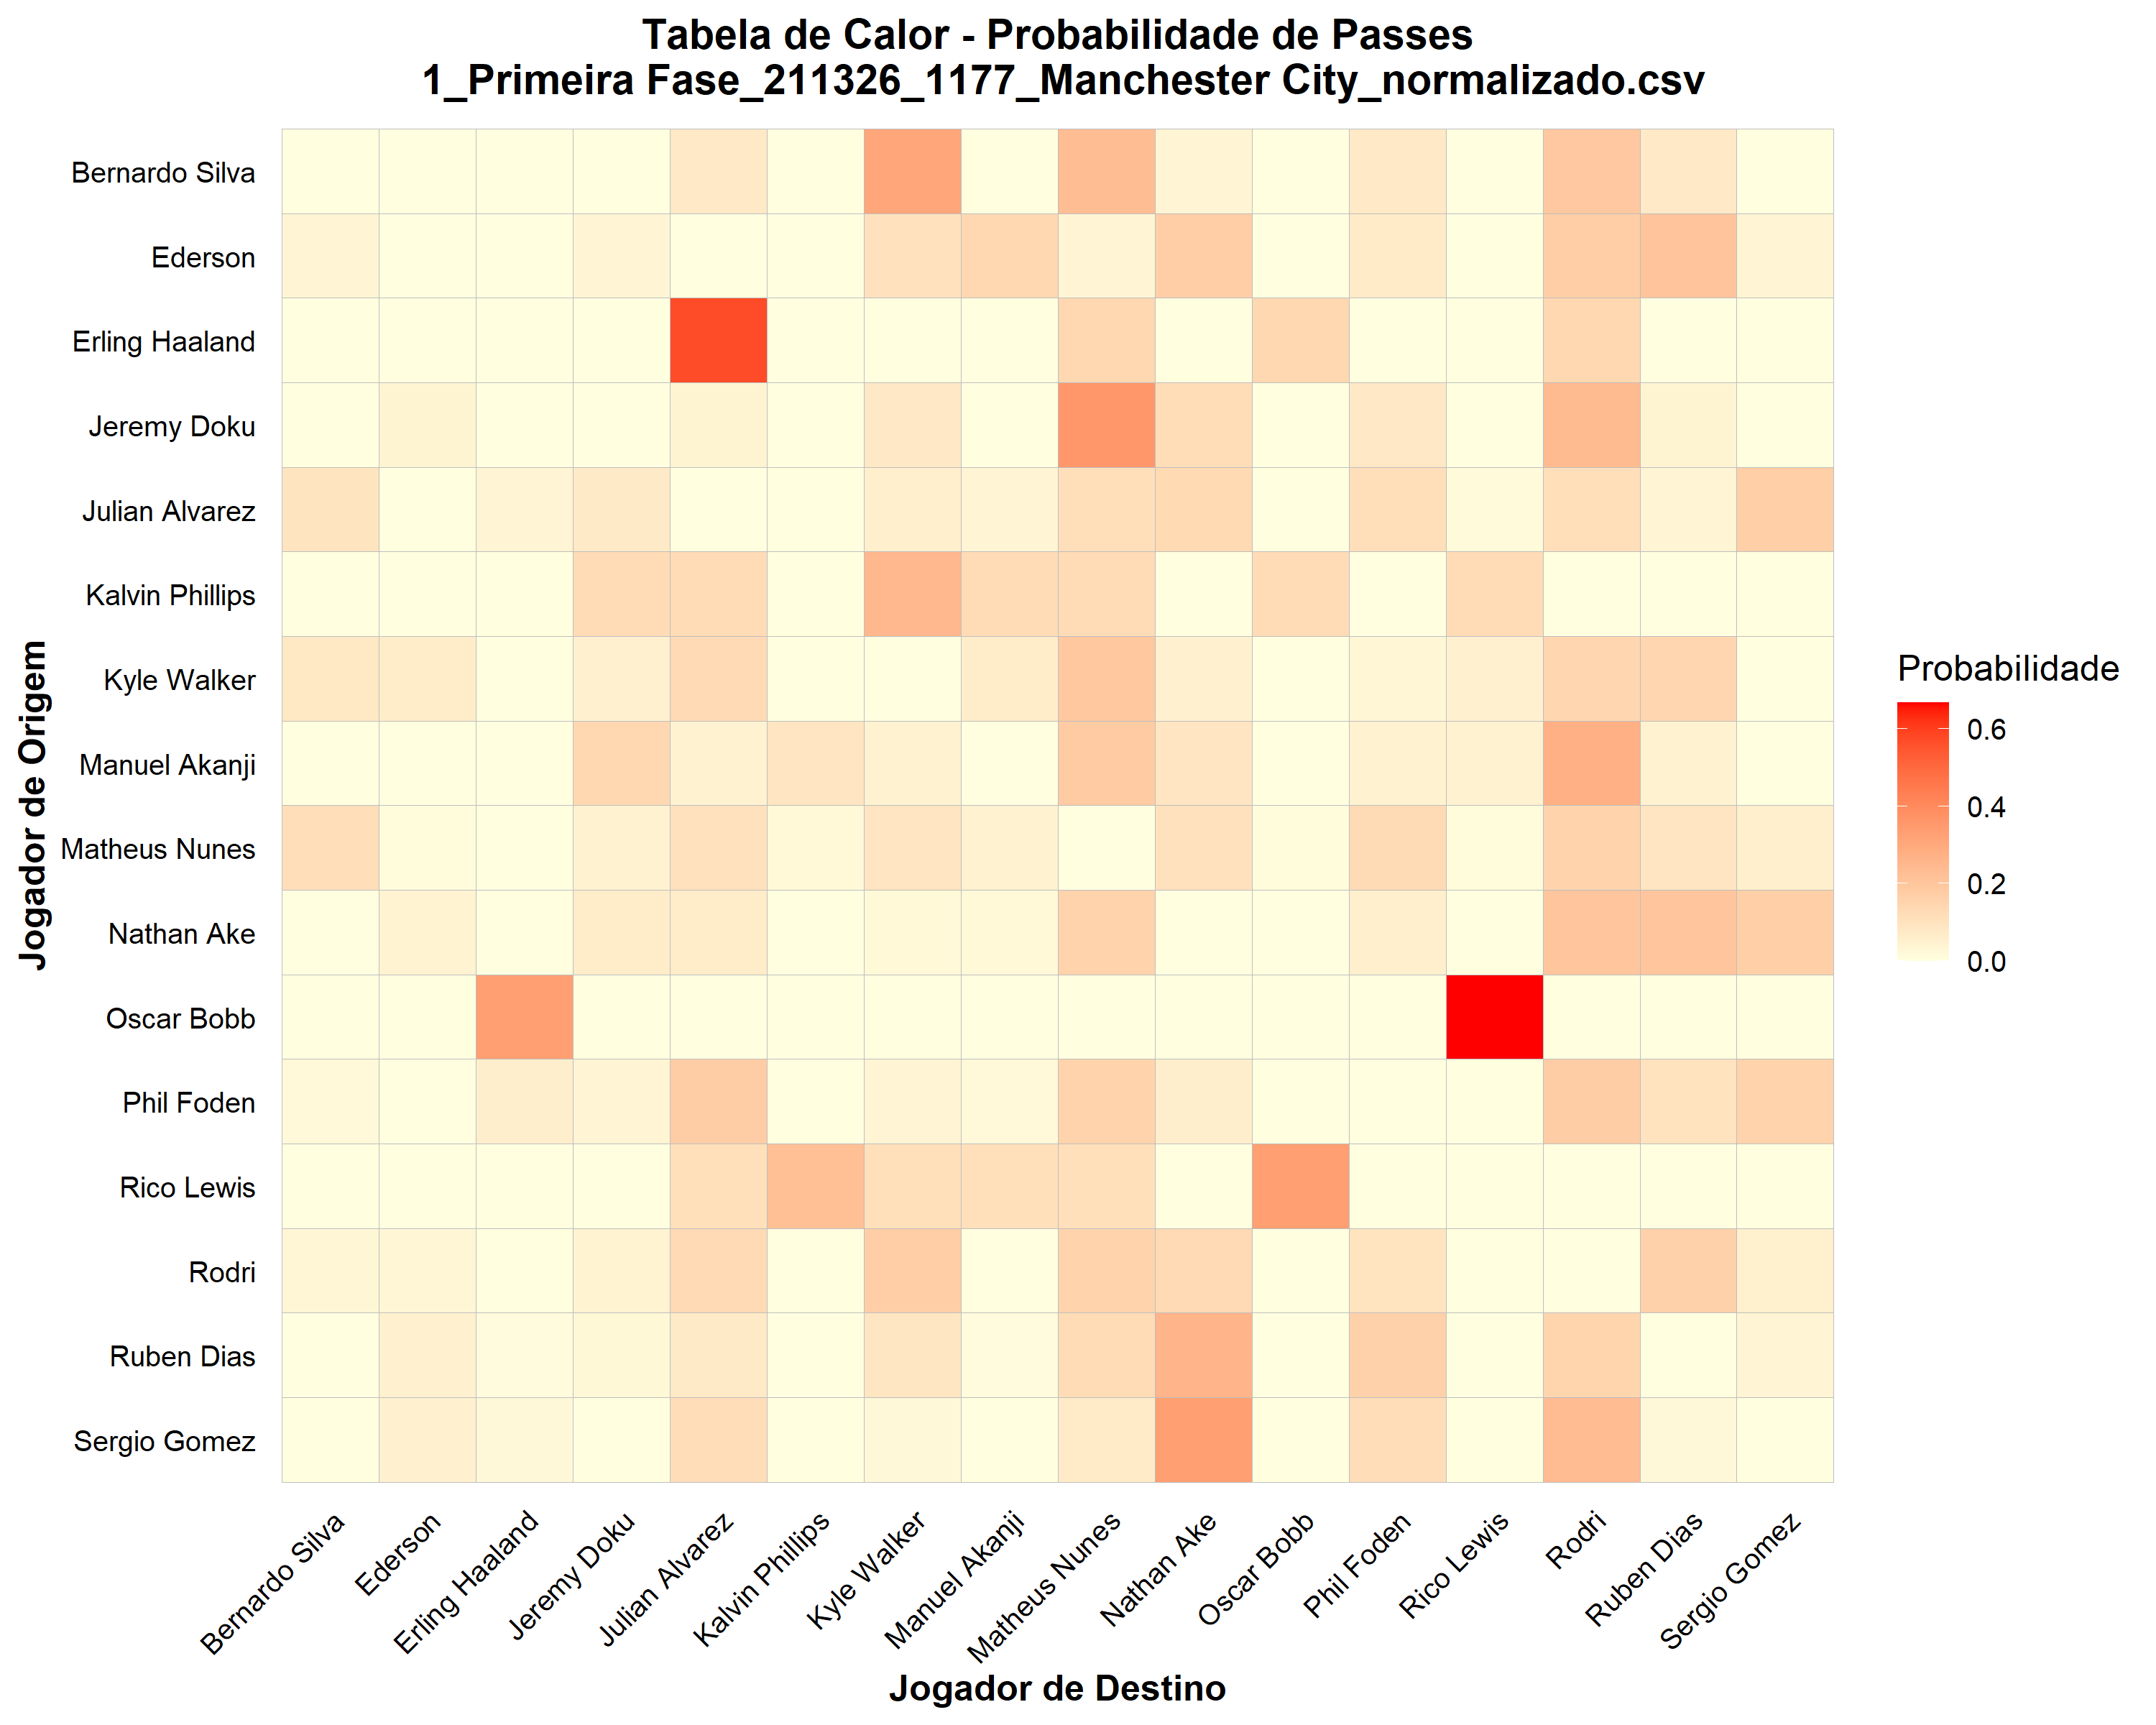 Tabela de Calor - Probabilidade de Passes
1_Primeira Fase_211326_1177_Manchester City_normalizado.csv
Jogador de Origem
Bernardo Silva
Ederson
Erling Haaland
Jeremy Doku
Julian Alvarez
Kalvin Phillips
Kyle Walker
Manuel Akanji
Matheus Nunes
Nathan Ake
Oscar Bobb
Phil Foden
Rico Lewis
Rodri
Ruben Dias
Sergio Gomez
Probabilidade
0.6
0.4
0.2
0.0
Bernardo Silva
Ederson
Erling Haaland
Jeremy Doku
Julian Alvarez
Kalvin Phillips
Kyle Walker
Manuel Akanji
Matheus Nunes
Nathan Ake
Oscar Bobb
Phil Foden
Rico Lewis
Rodri
Ruben Dias
Sergio Gomez
Jogador de Destino